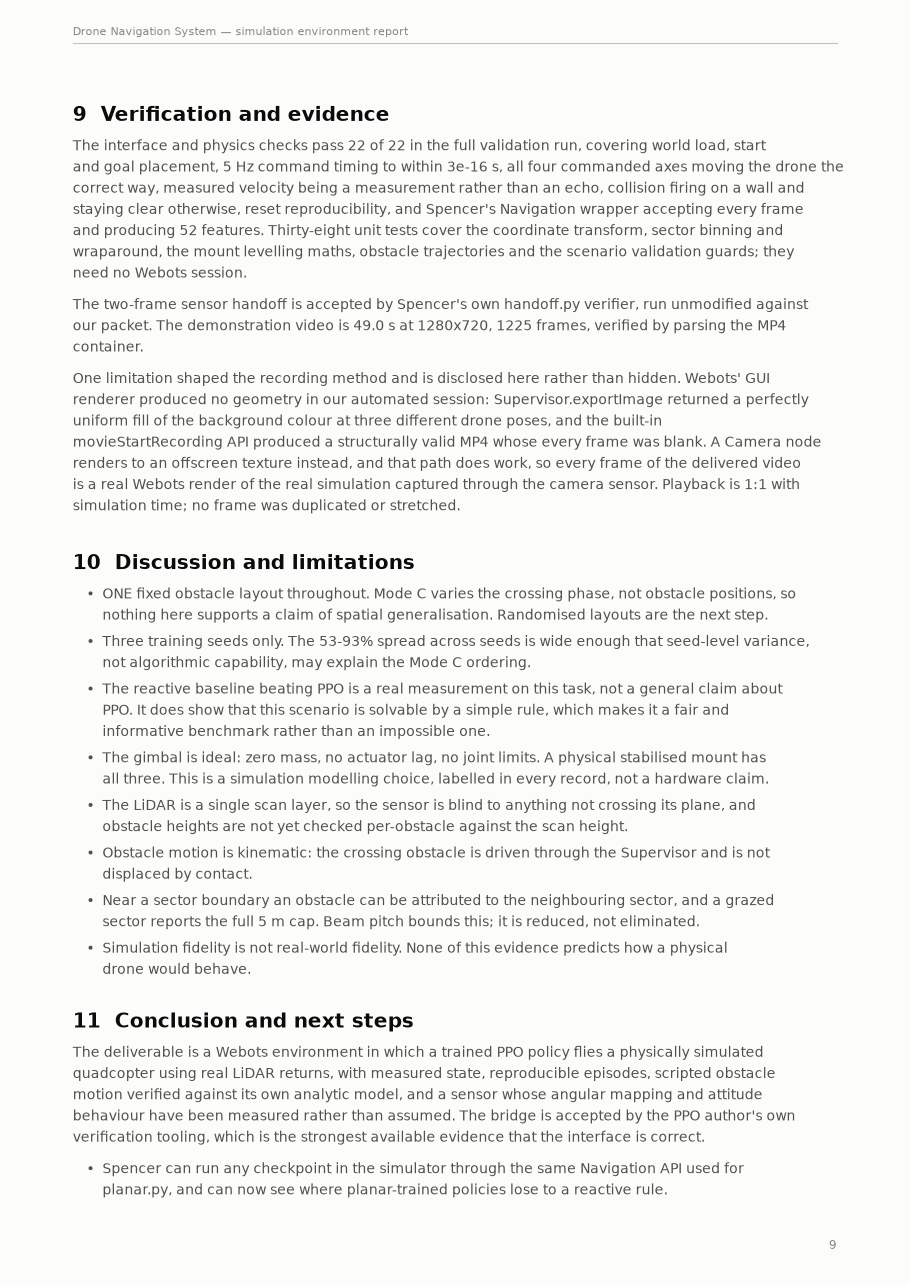 Drone Navigation System — simulation environment report
9 Verification and evidence
The interface and physics checks pass 22 of 22 in the full validation run, covering world load, start
and goal placement, 5 Hz command timing to within 3e-16 s, all four commanded axes moving the drone the
correct way, measured velocity being a measurement rather than an echo, collision firing on a wall and
staying clear otherwise, reset reproducibility, and Spencer's Navigation wrapper accepting every frame
and producing 52 features. Thirty-eight unit tests cover the coordinate transform, sector binning and
wraparound, the mount levelling maths, obstacle trajectories and the scenario validation guards; they
need no Webots session.
The two-frame sensor handoff is accepted by Spencer's own handoff.py verifier, run unmodified against
our packet. The demonstration video is 49.0 s at 1280x720, 1225 frames, verified by parsing the MP4
container.
One limitation shaped the recording method and is disclosed here rather than hidden. Webots' GUI
renderer produced no geometry in our automated session: Supervisor.exportImage returned a perfectly
uniform fill of the background colour at three different drone poses, and the built-in
movieStartRecording API produced a structurally valid MP4 whose every frame was blank. A Camera node
renders to an offscreen texture instead, and that path does work, so every frame of the delivered video
is a real Webots render of the real simulation captured through the camera sensor. Playback is 1:1 with
simulation time; no frame was duplicated or stretched.
10 Discussion and limitations
• ONE fixed obstacle layout throughout. Mode C varies the crossing phase, not obstacle positions, so
nothing here supports a claim of spatial generalisation. Randomised layouts are the next step.
• Three training seeds only. The 53-93% spread across seeds is wide enough that seed-level variance,
not algorithmic capability, may explain the Mode C ordering.
• The reactive baseline beating PPO is a real measurement on this task, not a general claim about
PPO. It does show that this scenario is solvable by a simple rule, which makes it a fair and
informative benchmark rather than an impossible one.
• The gimbal is ideal: zero mass, no actuator lag, no joint limits. A physical stabilised mount has
all three. This is a simulation modelling choice, labelled in every record, not a hardware claim.
• The LiDAR is a single scan layer, so the sensor is blind to anything not crossing its plane, and
obstacle heights are not yet checked per-obstacle against the scan height.
• Obstacle motion is kinematic: the crossing obstacle is driven through the Supervisor and is not
displaced by contact.
• Near a sector boundary an obstacle can be attributed to the neighbouring sector, and a grazed
sector reports the full 5 m cap. Beam pitch bounds this; it is reduced, not eliminated.
• Simulation fidelity is not real-world fidelity. None of this evidence predicts how a physical
drone would behave.
11 Conclusion and next steps
The deliverable is a Webots environment in which a trained PPO policy flies a physically simulated
quadcopter using real LiDAR returns, with measured state, reproducible episodes, scripted obstacle
motion verified against its own analytic model, and a sensor whose angular mapping and attitude
behaviour have been measured rather than assumed. The bridge is accepted by the PPO author's own
verification tooling, which is the strongest available evidence that the interface is correct.
• Spencer can run any checkpoint in the simulator through the same Navigation API used for
planar.py, and can now see where planar-trained policies lose to a reactive rule.
9